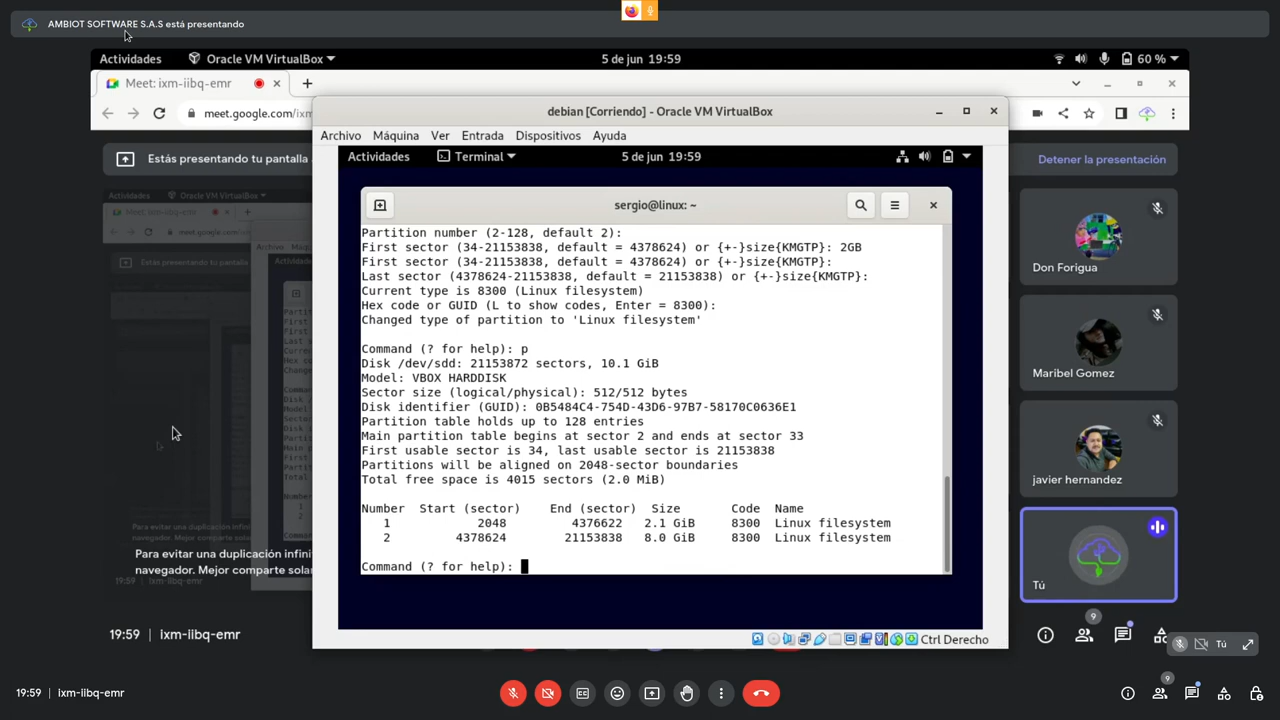 AMBIOT SOFTWARE S.A.S está presentando
Actividades
Oracle VM VirtualBox
5 de jun 19:59
60 %
Meet: ixm-iibq-emr
meet.google.com/ixm
debian [Corriendo] - Oracle VM VirtualBox
Archivo Máquina Ver Entrada Dispositivos Ayuda
Estás presentando tu pantalla
Detener la presentación
Actividades
Terminal
5 de jun 19:59
sergio@linux: ~
Partition number (2-128, default 2):
First sector (34-21153838, default = 4378624) or {+-}size{KMGTP}: 2GB
First sector (34-21153838, default = 4378624) or {+-}size{KMGTP}:
Last sector (4378624-21153838, default = 21153838) or {+-}size{KMGTP}:
Current type is 8300 (Linux filesystem)
Hex code or GUID (L to show codes, Enter = 8300):
Changed type of partition to 'Linux filesystem'
Command (? for help): p
Disk /dev/sdd: 21153872 sectors, 10.1 GiB
Model: VBOX HARDDISK
Sector size (logical/physical): 512/512 bytes
Disk identifier (GUID): 0B5484C4-754D-43D6-97B7-58170C0636E1
Partition table holds up to 128 entries
Main partition table begins at sector 2 and ends at sector 33
First usable sector is 34, last usable sector is 21153838
Partitions will be aligned on 2048-sector boundaries
Total free space is 4015 sectors (2.0 MiB)
Number Start (sector) End (sector) Size Code Name
1 2048 4376622 2.1 GiB 8300 Linux filesystem
2 4378624 21153838 8.0 GiB 8300 Linux filesystem
Command (? for help):
Ctrl Derecho
Don Forigua
Maribel Gomez
javier hernandez
Tú
Para evitar una duplicación infini
navegador. Mejor comparte sola
19:59 | ixm-iibq-emr
9
Tú
19:59 | ixm-iibq-emr
9